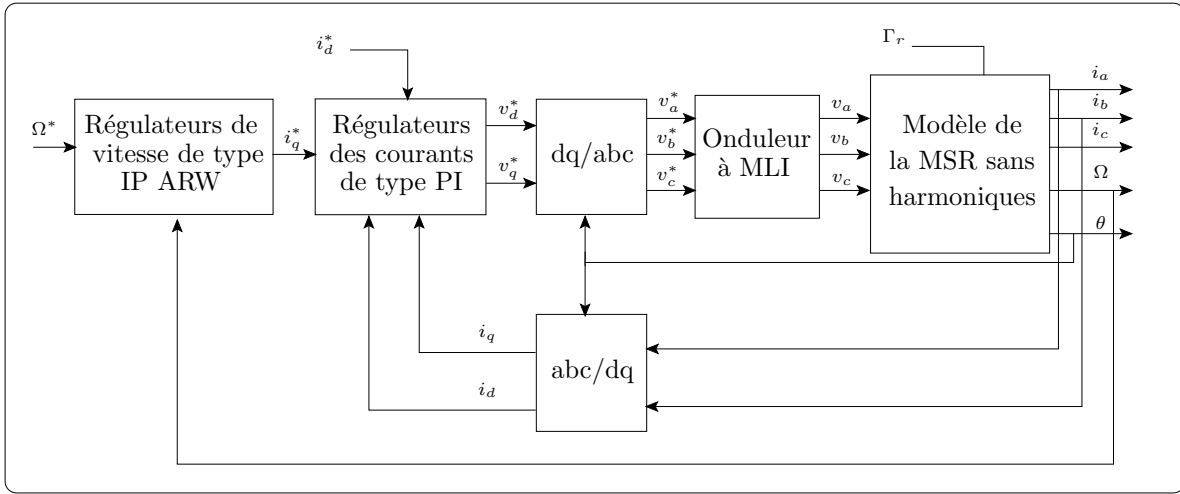 Ω*
Régulateurs de
vitesse de type
IP ARW
i_q^*
i_d^*
Régulateurs
des courants
de type PI
v_d^*
v_q^*
dq/abc
v_a^*
v_b^*
v_c^*
Onduleur
à MLI
v_a
v_b
v_c
Γ_r
Modèle de
la MSR sans
harmoniques
i_a
i_b
i_c
Ω
θ
abc/dq
i_q
i_d